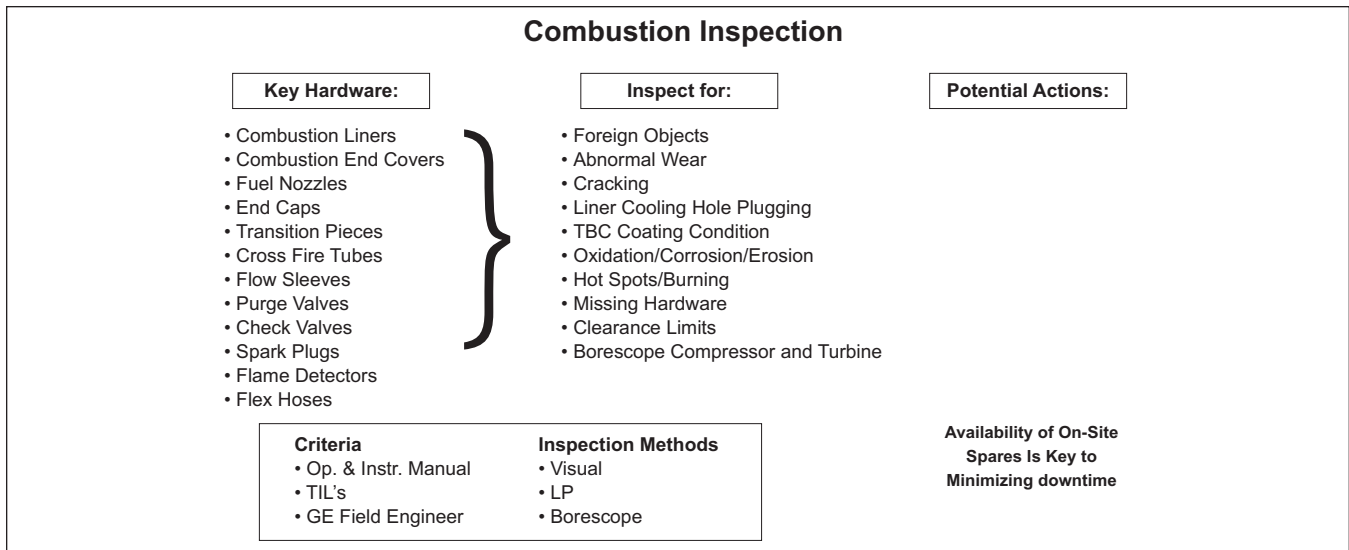 Combustion Inspection
Key Hardware:
• Combustion Liners
• Combustion End Covers
• Fuel Nozzles
• End Caps
• Transition Pieces
• Cross Fire Tubes
• Flow Sleeves
• Purge Valves
• Check Valves
• Spark Plugs
• Flame Detectors
• Flex Hoses
Inspect for:
• Foreign Objects
• Abnormal Wear
• Cracking
• Liner Cooling Hole Plugging
• TBC Coating Condition
• Oxidation/Corrosion/Erosion
• Hot Spots/Burning
• Missing Hardware
• Clearance Limits
• Borescope Compressor and Turbine
Potential Actions:
Criteria
• Op. & Instr. Manual
• TIL's
• GE Field Engineer
Inspection Methods
• Visual
• LP
• Borescope
Availability of On-Site
Spares Is Key to
Minimizing downtime